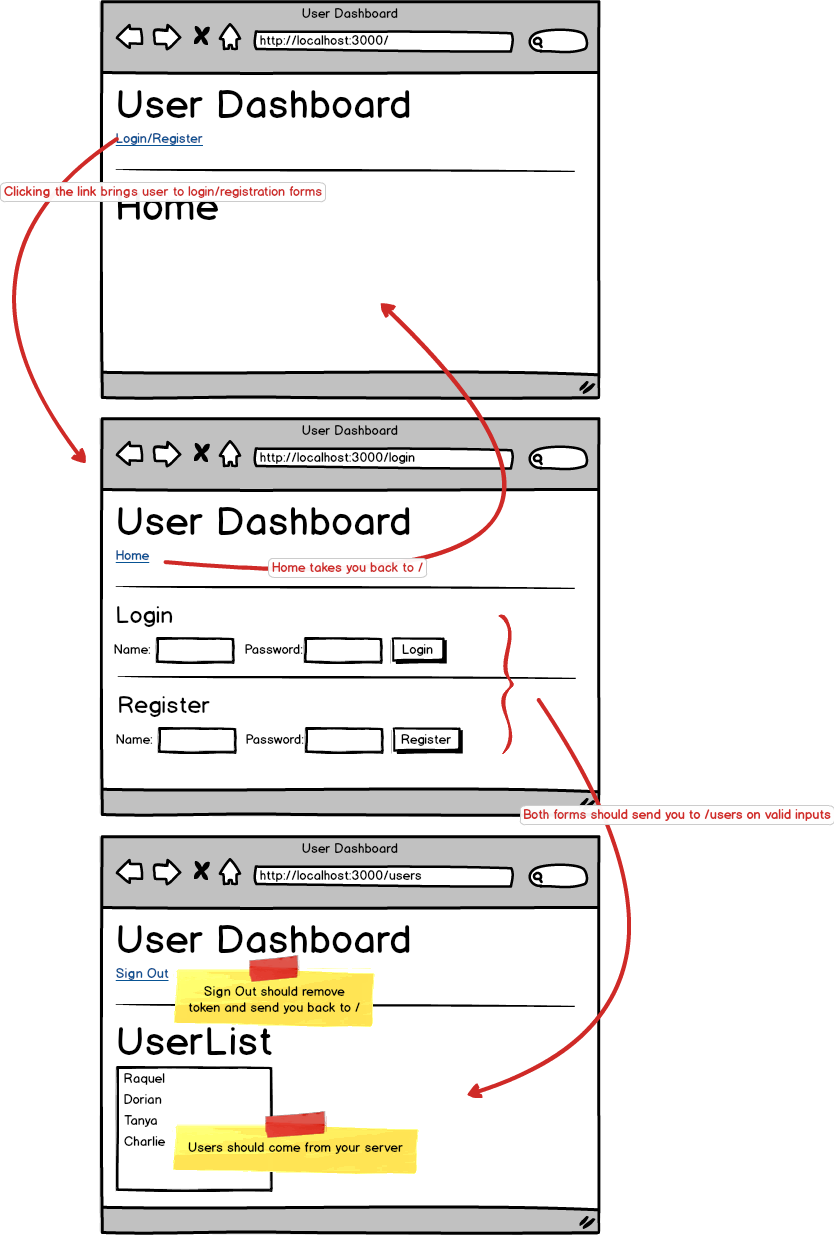 User Dashboard
http://localhost:3000/
User Dashboard
Login/Register
Clicking the link brings user to login/registration forms
Home
User Dashboard
http://localhost:3000/login
User Dashboard
Home
Home takes you back to /
Login
Name:
Password:
Login
Register
Name:
Password:
Register
Both forms should send you to /users on valid inputs
User Dashboard
http://localhost:3000/users
User Dashboard
Sign Out
Sign Out should remove
token and send you back to /
UserList
Raquel
Dorian
Tanya
Charlie
Users should come from your server